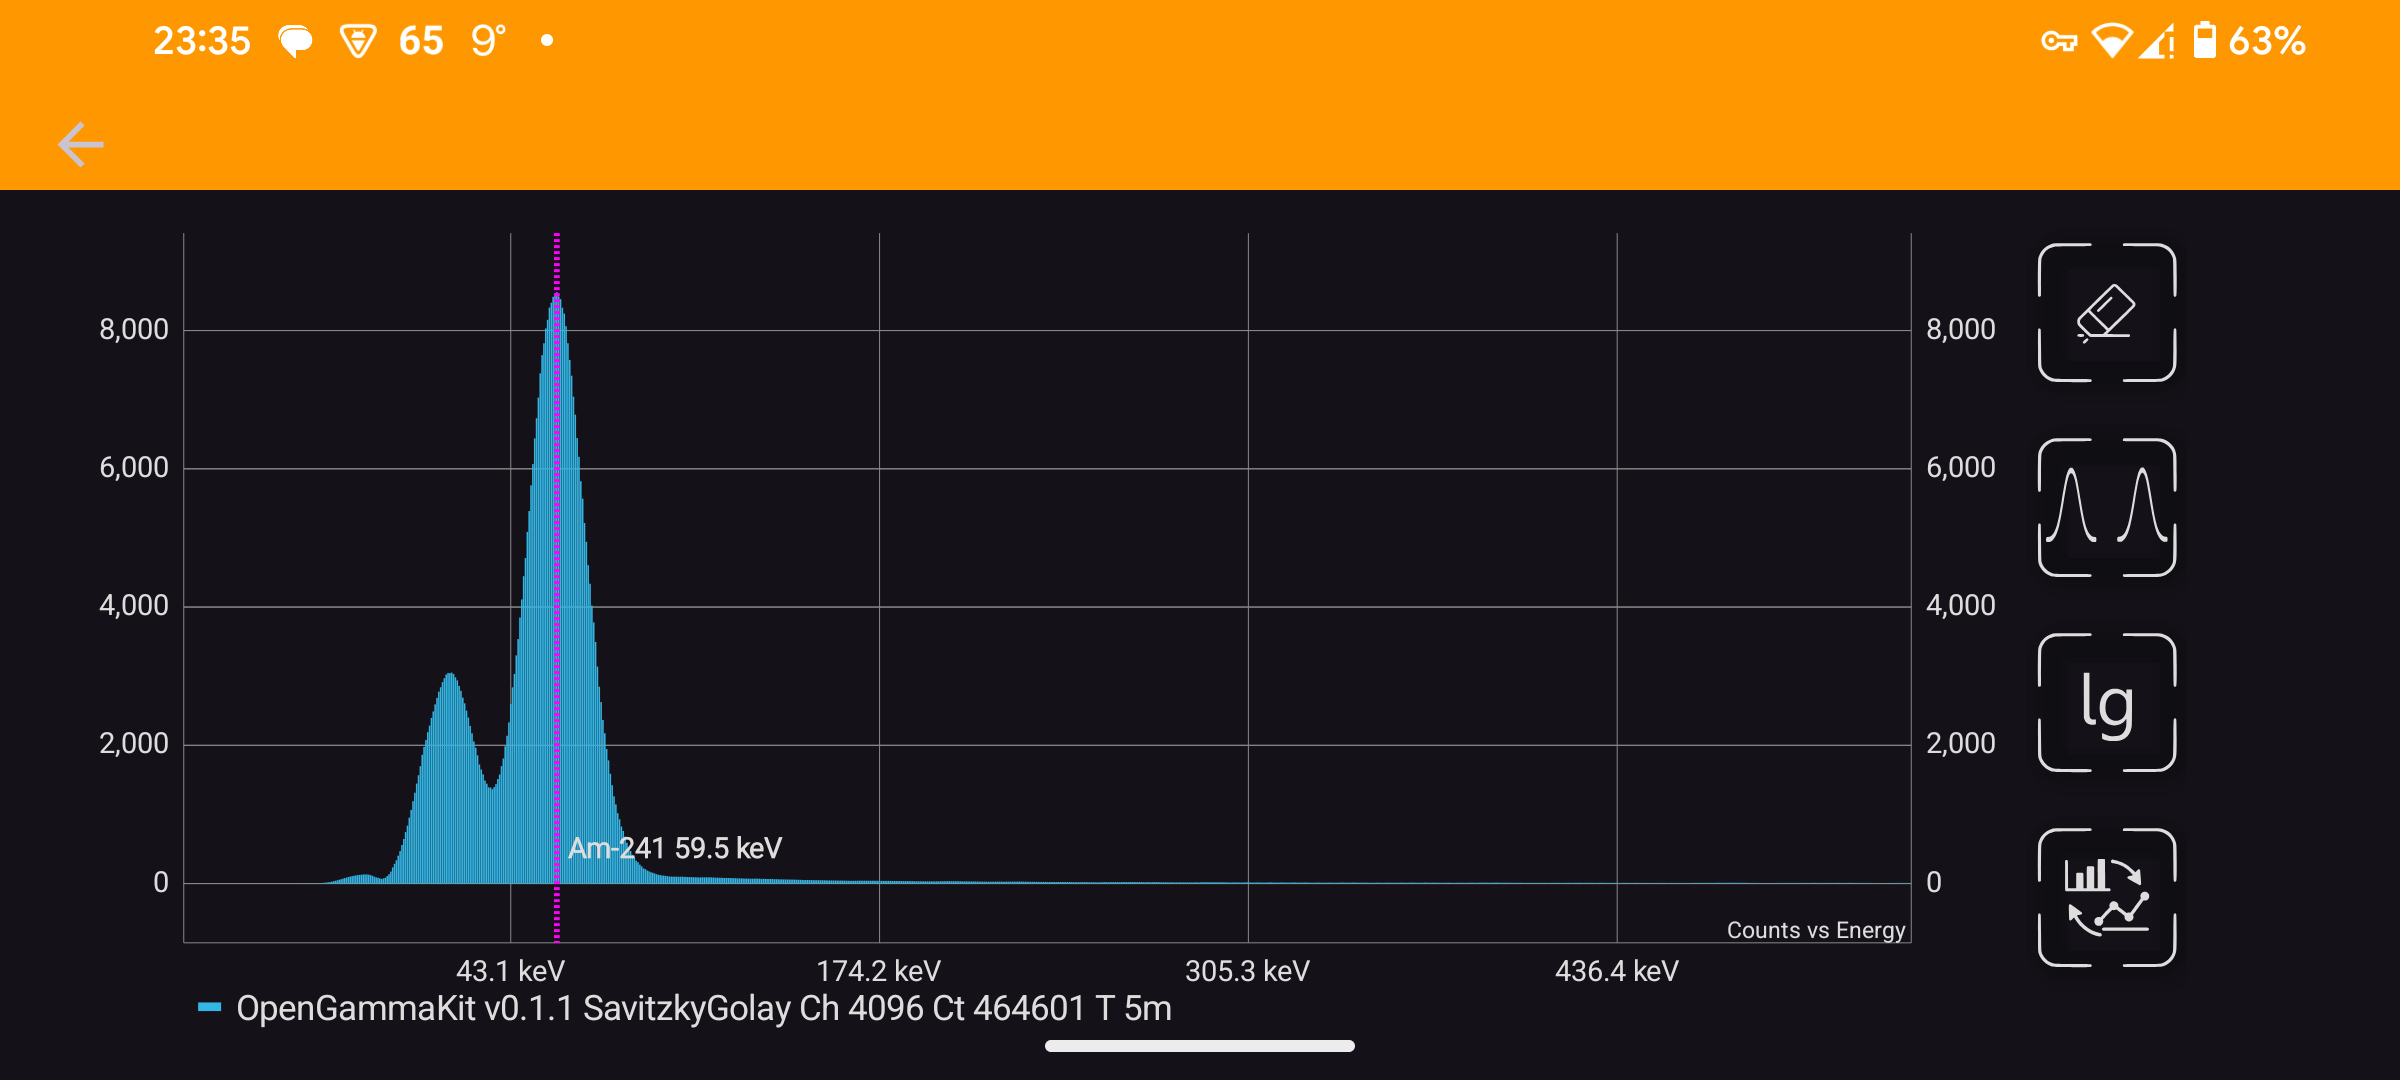 23:35 65 9° 63%
8,000 8,000
6,000 6,000
lg
4,000 4,000
2,000 2,000
Am-241 59.5 keV
0 0
Counts vs Energy
43.1 keV 174.2 keV 305.3 keV 436.4 keV
OpenGammaKit v0.1.1 SavitzkyGolay Ch 4096 Ct 464601 T 5m